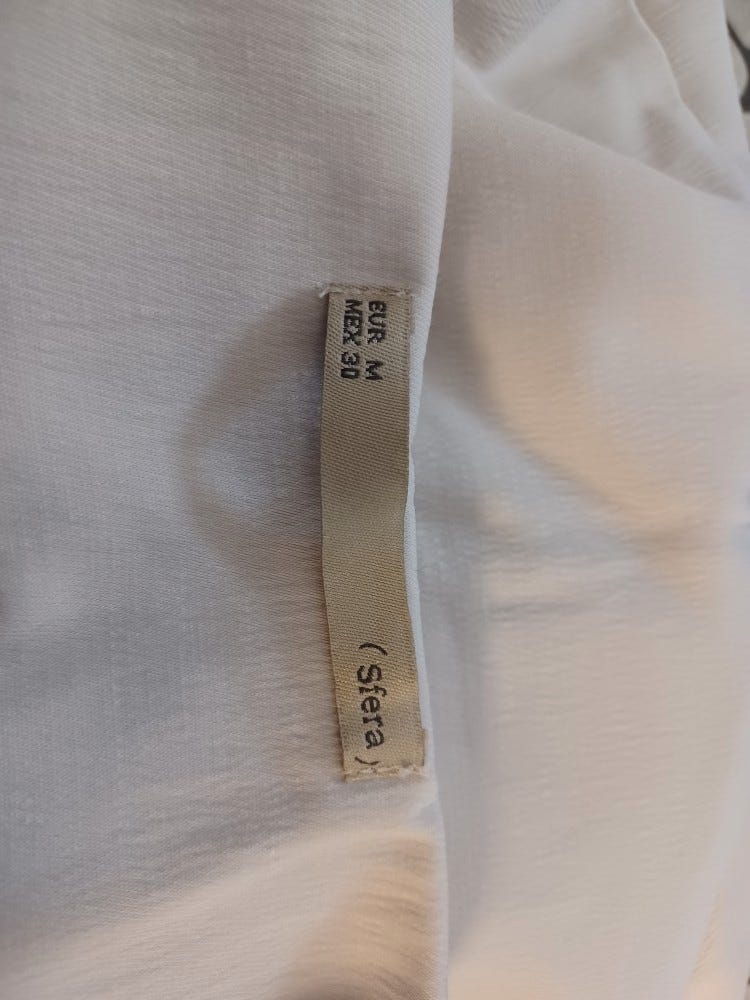 EUR M
MEX 30
( Sfera )